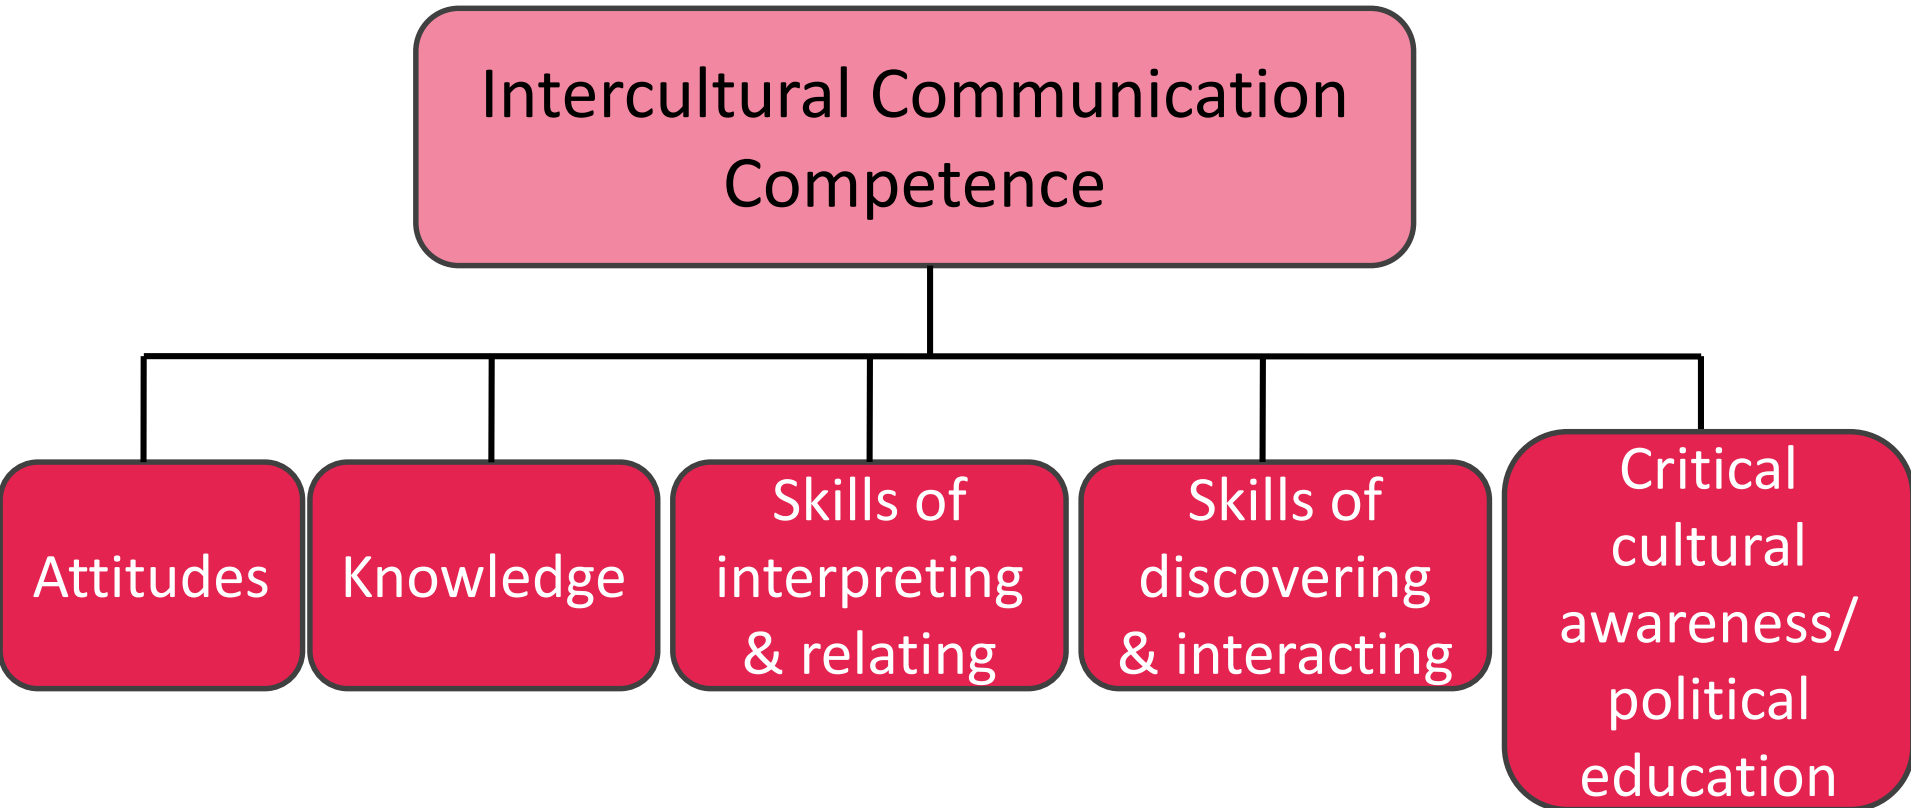 Intercultural Communication
Competence
Attitudes
Knowledge
Skills of
interpreting
& relating
Skills of
discovering
& interacting
Critical
cultural
awareness/
political
education